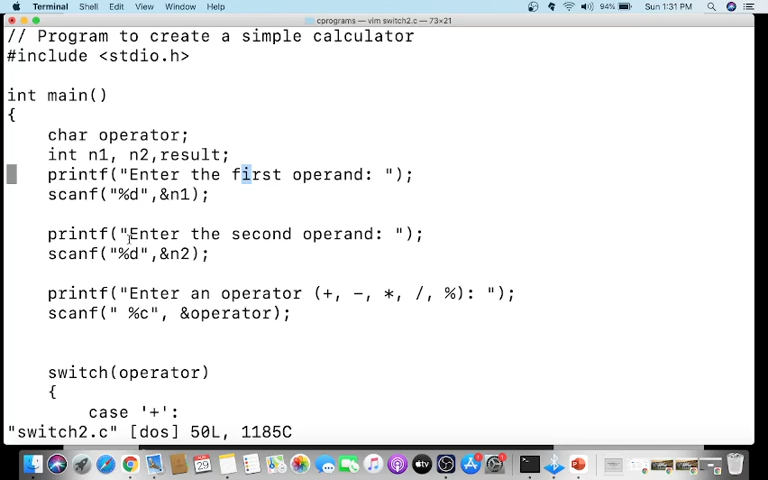 Terminal Shell Edit View Window Help 94% Sun 1:31 PM
cprograms — vim switch2.c — 73×21
// Program to create a simple calculator
#include <stdio.h>
int main()
{
char operator;
int n1, n2,result;
printf("Enter the first operand: ");
scanf("%d",&n1);
printf("Enter the second operand: ");
scanf("%d",&n2);
printf("Enter an operator (+, -, *, /, %): ");
scanf(" %c", &operator);
switch(operator)
{
case '+':
"switch2.c" [dos] 50L, 1185C